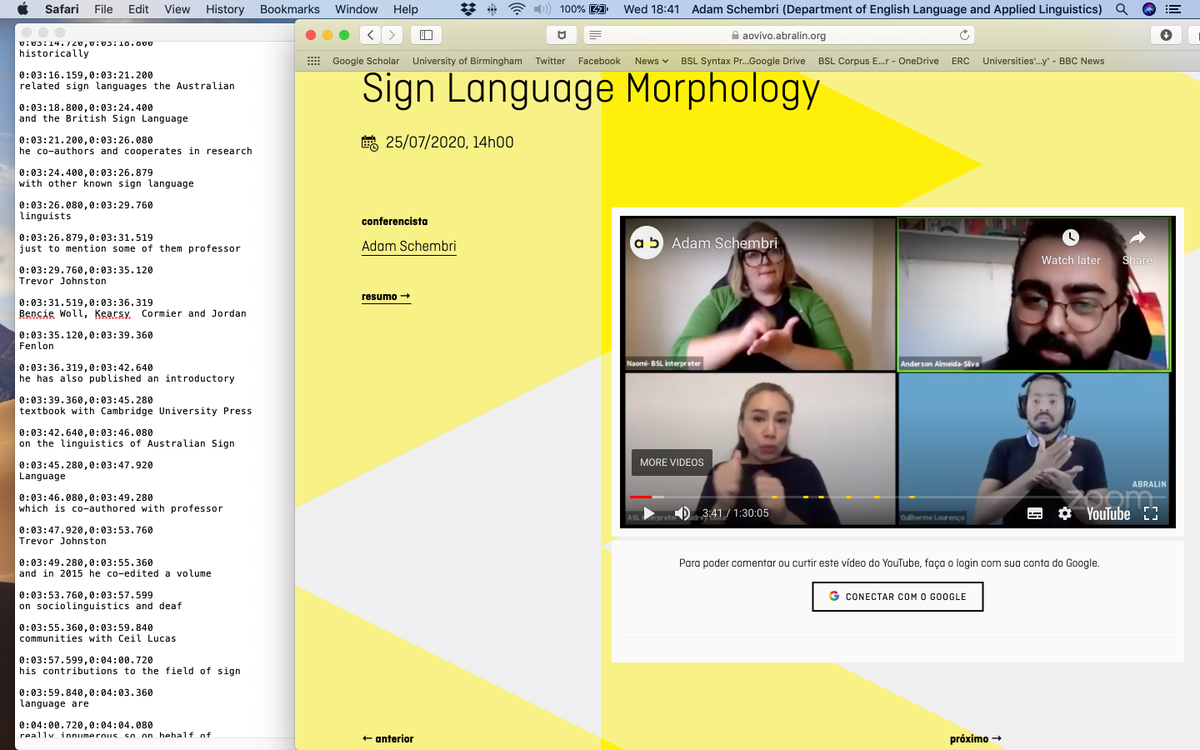 Safari File Edit View History Bookmarks Window Help 100% Wed 18:41 Adam Schembri (Department of English Language and Applied Linguistics)
0:03:14.720,0:03:18.800
historically
0:03:16.159,0:03:21.200
related sign languages the Australian
0:03:18.800,0:03:24.400
and the British Sign Language
0:03:21.200,0:03:26.080
he co-authors and cooperates in research
0:03:24.400,0:03:26.879
with other known sign language
0:03:26.080,0:03:29.760
linguists
0:03:26.879,0:03:31.519
just to mention some of them professor
0:03:29.760,0:03:35.120
Trevor Johnston
0:03:31.519,0:03:36.319
Bencie Woll, Kearsy Cormier and Jordan
0:03:35.120,0:03:39.360
Fenlon
0:03:36.319,0:03:42.640
he has also published an introductory
0:03:39.360,0:03:45.280
textbook with Cambridge University Press
0:03:42.640,0:03:46.080
on the linguistics of Australian Sign
0:03:45.280,0:03:47.920
Language
0:03:46.080,0:03:49.280
which is co-authored with professor
0:03:47.920,0:03:53.760
Trevor Johnston
0:03:49.280,0:03:55.360
and in 2015 he co-edited a volume
0:03:53.760,0:03:57.599
on sociolinguistics and deaf
0:03:55.360,0:03:59.840
communities with Ceil Lucas
0:03:57.599,0:04:00.720
his contributions to the field of sign
0:03:59.840,0:04:03.360
language are
0:04:00.720,0:04:04.080
really innumerous so on behalf of
aovivo.abralin.org
Google Scholar University of Birmingham Twitter Facebook News BSL Syntax Pr...Google Drive BSL Corpus E...r - OneDrive ERC Universities'...y' - BBC News
Sign Language Morphology
25/07/2020, 14h00
conferencista
Adam Schembri
resumo →
ab Adam Schembri
Watch later Share
Naomi- BSL interpreter
Anderson Almeida-Silva
MORE VIDEOS
ABRALIN
zoom
3:41 / 1:30:05
YouTube
Guilherme Lourenço
Para poder comentar ou curtir este vídeo do YouTube, faça o login com sua conta do Google.
G CONECTAR COM O GOOGLE
← anterior
próximo →